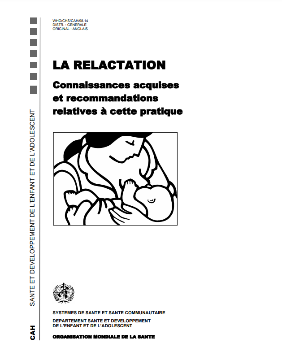 WHO/CHS/CAH/98.14
DISTR.: GENERALE
ORIGINAL: ANGLAIS
LA RELACTATION
Connaissances acquises
et recommandations
relatives à cette pratique
SANTE ET DEVELOPPEMENT DE L'ENFANT ET DE L'ADOLESCENT
CAH
SYSTEMES DE SANTE ET SANTE COMMUNAUTAIRE
DEPARTEMENT SANTE ET DEVELOPPEMENT
DE L'ENFANT ET DE L'ADOLESCENT
ORGANISATION MONDIALE DE LA SANTE